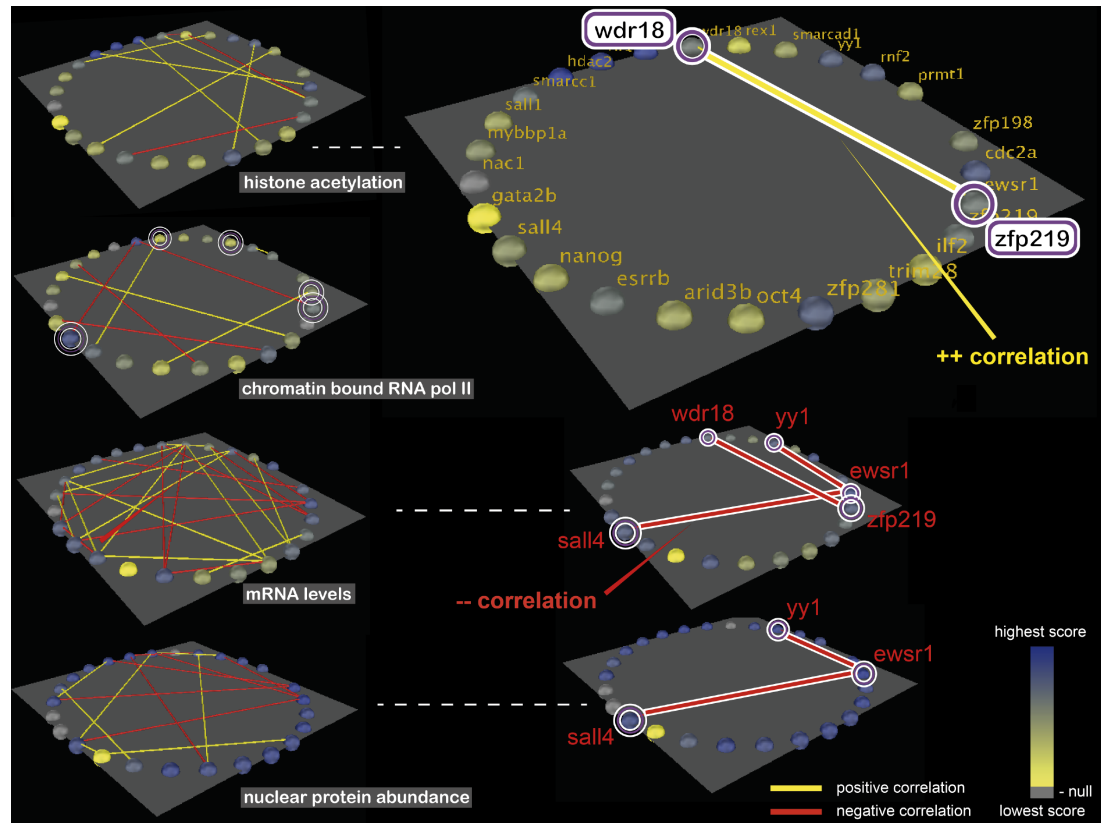 wdr18
wdr18 rex1
smarcad1
yy1
rnf2
prmt1
hdac2
smarcc1
sall1
mybbp1a
nac1
gata2b
sall4
nanog
esrrb
arid3b
oct4
zfp281
trim28
ilf2
zfp219
ewsr1
cdc2a
zfp198
zfp219
++ correlation
histone acetylation
chromatin bound RNA pol II
mRNA levels
nuclear protein abundance
wdr18
yy1
ewsr1
zfp219
sall4
-- correlation
yy1
ewsr1
sall4
highest score
- null
lowest score
positive correlation
negative correlation